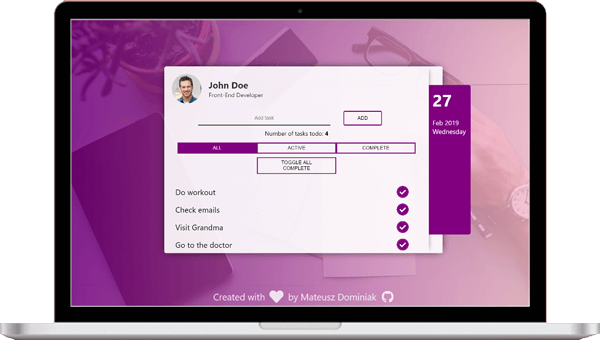 John Doe
Front-End Developer
Add task
ADD
Number of tasks todo: 4
ALL
ACTIVE
COMPLETE
TOGGLE ALL
COMPLETE
Do workout
Check emails
Visit Grandma
Go to the doctor
27
Feb 2019
Wednesday
Created with by Mateusz Dominiak